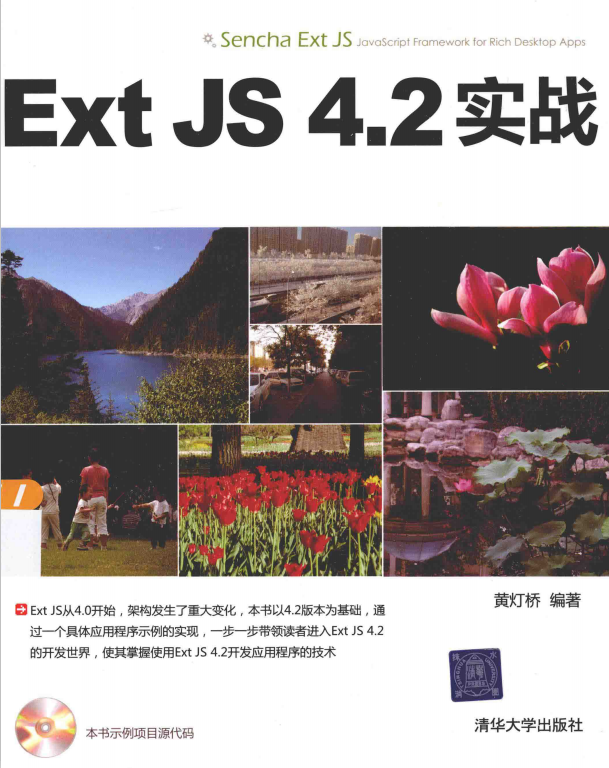 Sencha Ext JS JavaScript Framework for Rich Desktop Apps
Ext JS 4.2实战
Ext JS从4.0开始，架构发生了重大变化，本书以4.2版本为基础，通
过一个具体应用程序示例的实现，一步一步带领读者进入Ext JS 4.2
的开发世界，使其掌握使用Ext JS 4.2开发应用程序的技术
黄灯桥 编著
本书示例项目源代码
清华大学出版社